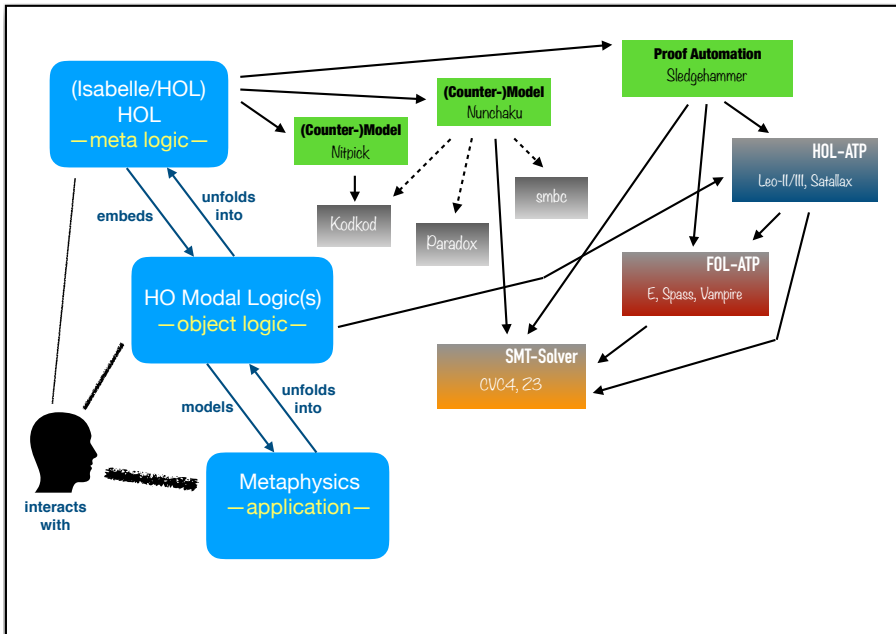 (Isabelle/HOL)
HOL
—meta logic—
(Counter-)Model
Nitpick
(Counter-)Model
Nunchaku
Proof Automation
Sledgehammer
HOL-ATP
Leo-II/III, Satallax
Kodkod
Paradox
smbc
embeds
unfolds
into
HO Modal Logic(s)
—object logic—
FOL-ATP
E, Spass, Vampire
SMT-Solver
CVC4, Z3
models
unfolds
into
Metaphysics
—application—
interacts
with